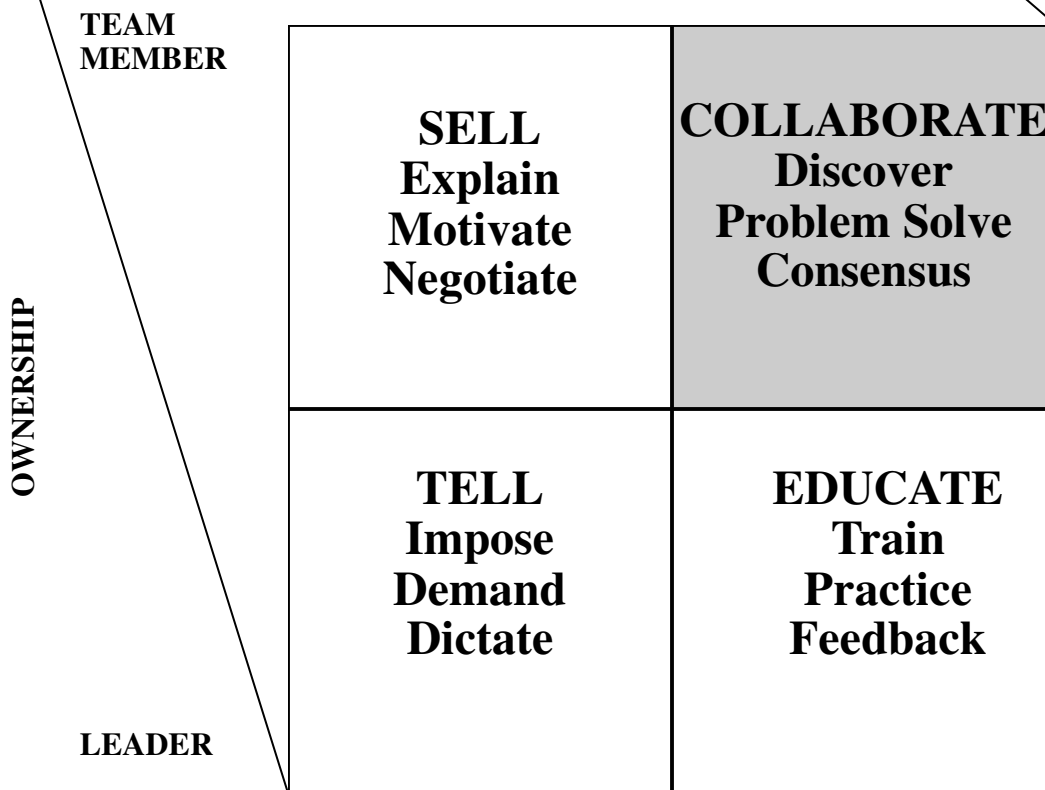 TEAM
MEMBER
SELL
Explain
Motivate
Negotiate
COLLABORATE
Discover
Problem Solve
Consensus
OWNERSHIP
TELL
Impose
Demand
Dictate
EDUCATE
Train
Practice
Feedback
LEADER